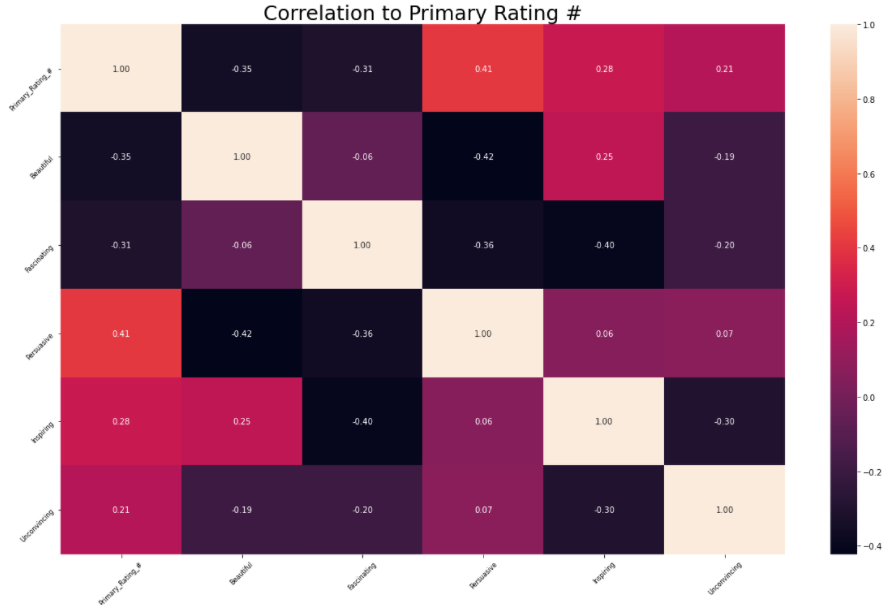 Correlation to Primary Rating #
Primary_Rating_# 1.00 -0.35 -0.31 0.41 0.28 0.21
Beautiful -0.35 1.00 -0.06 -0.42 0.25 -0.19
Fascinating -0.31 -0.06 1.00 -0.36 -0.40 -0.20
Persuasive 0.41 -0.42 -0.36 1.00 0.06 0.07
Inspiring 0.28 0.25 -0.40 0.06 1.00 -0.30
Unconvincing 0.21 -0.19 -0.20 0.07 -0.30 1.00
Primary_Rating_# Beautiful Fascinating Persuasive Inspiring Unconvincing
1.0
0.8
0.6
0.4
0.2
0.0
−0.2
−0.4